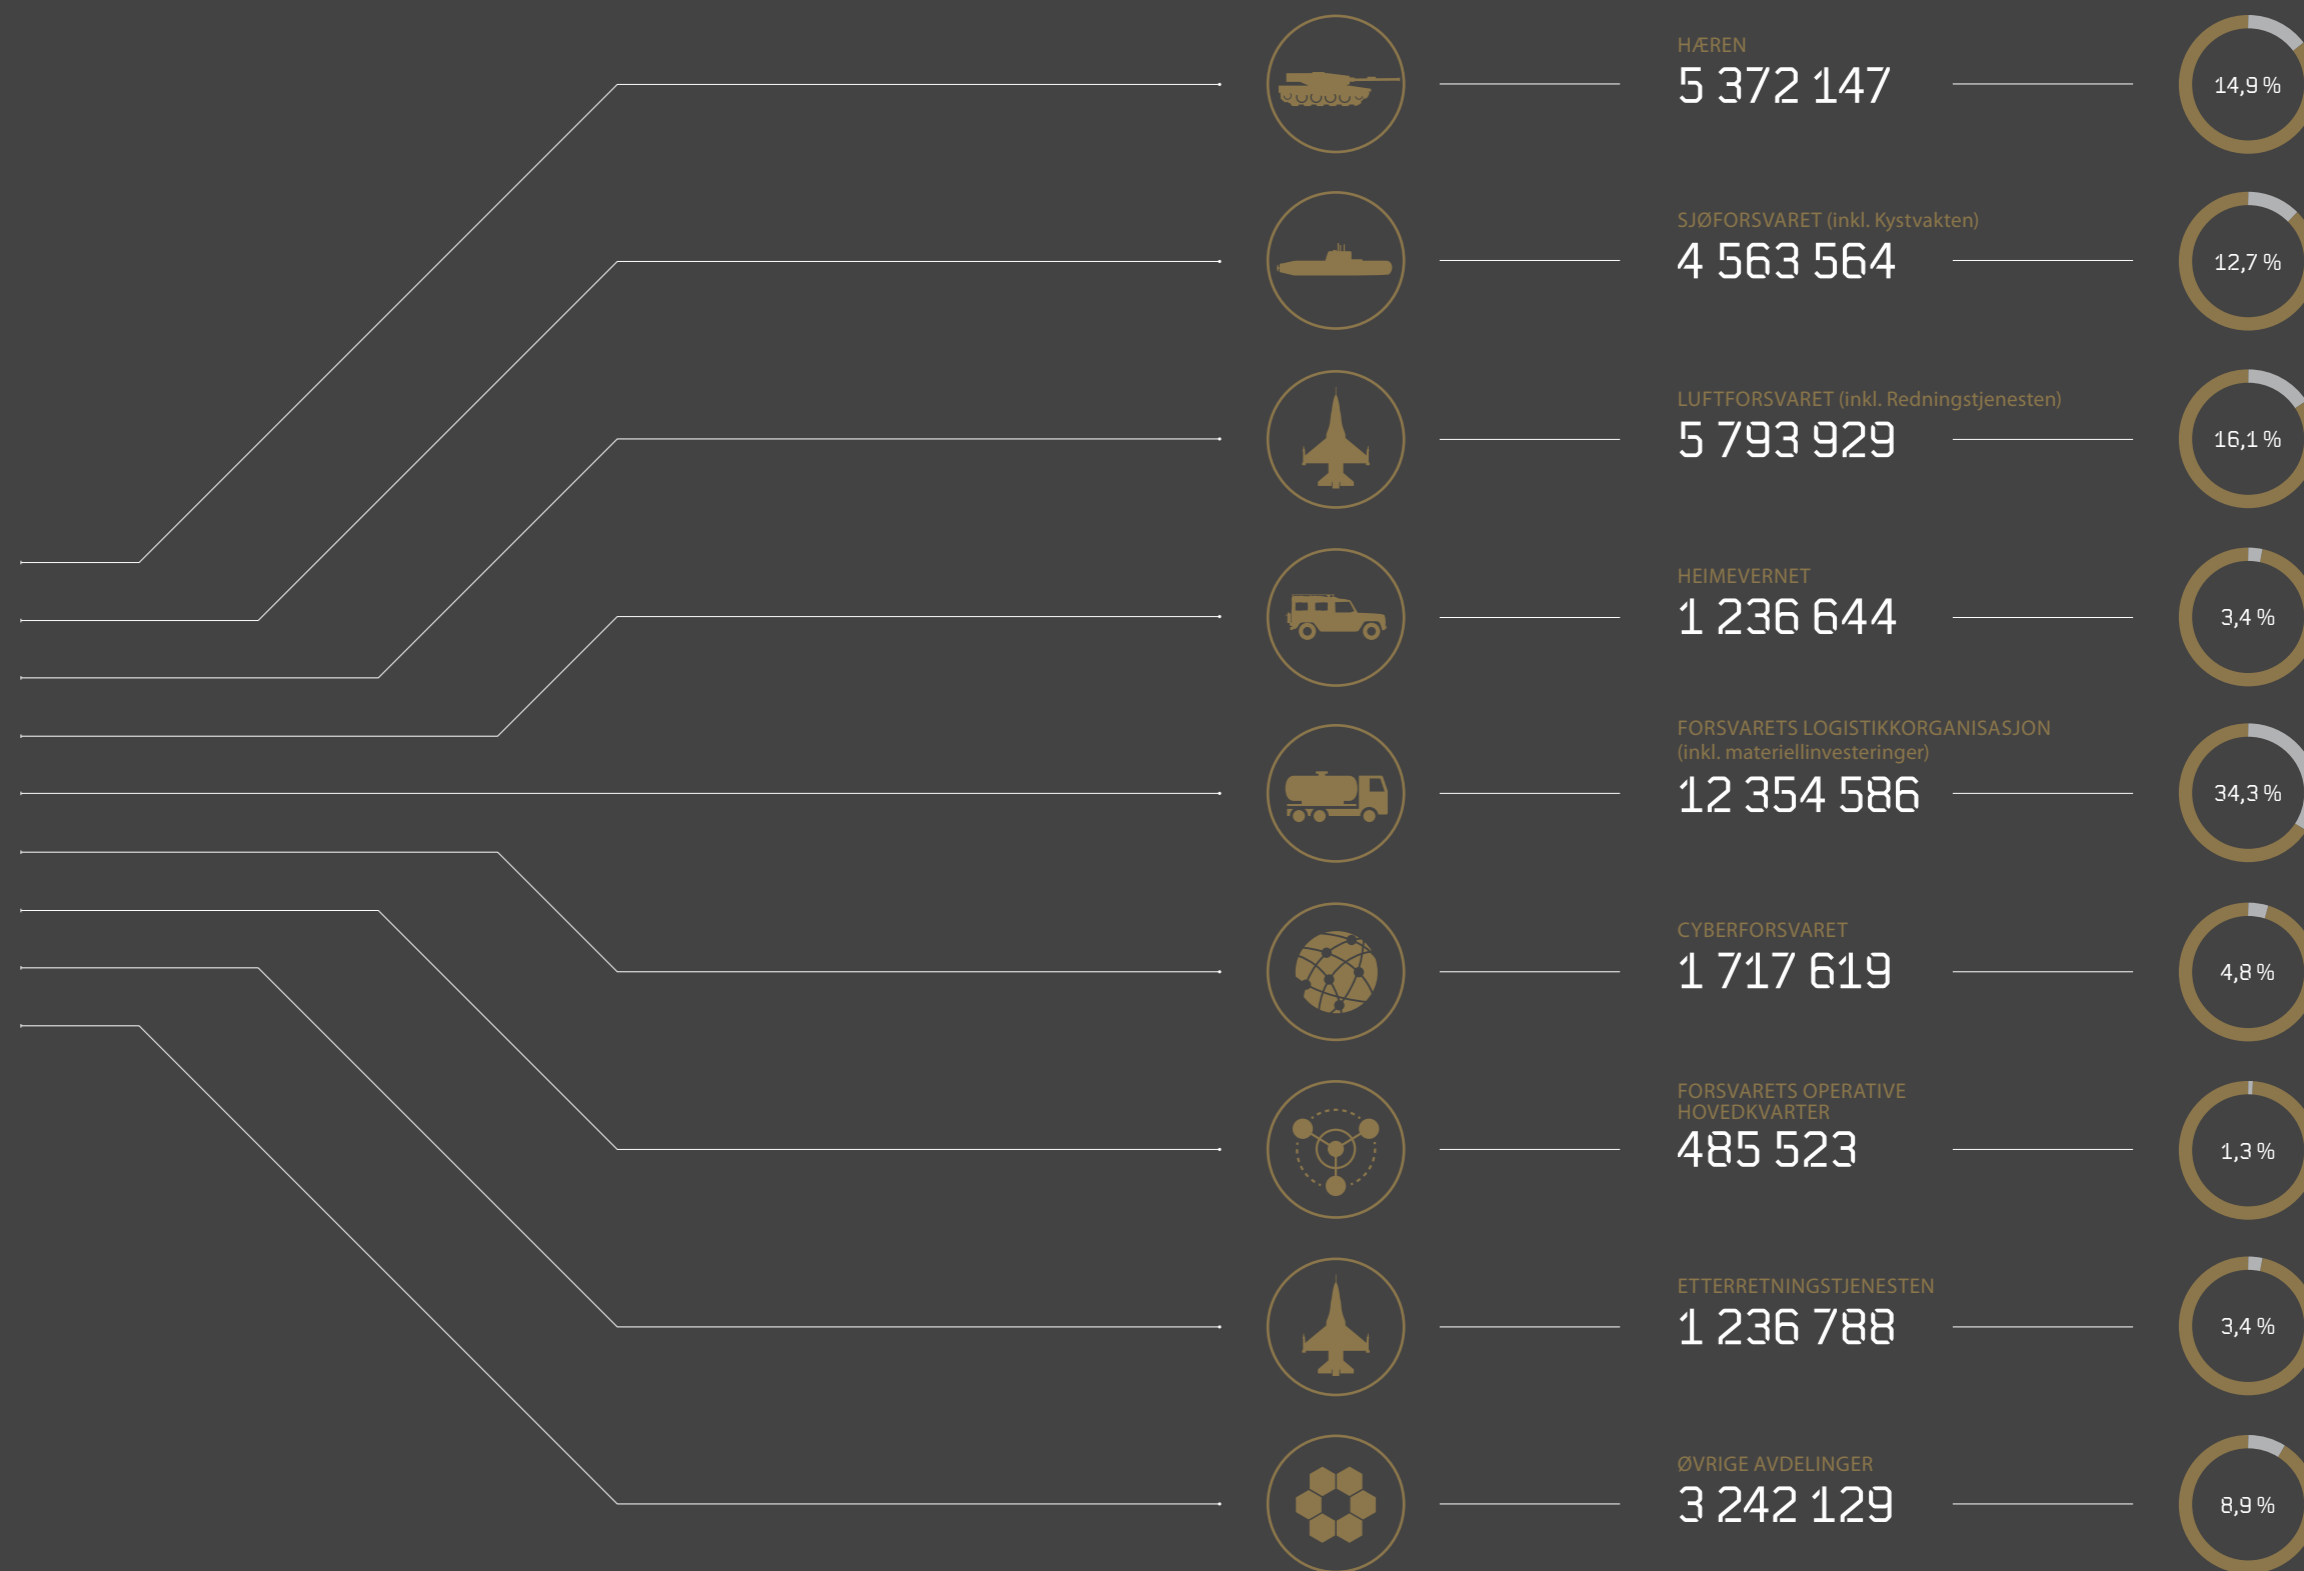 HÆREN
5 372 147
14,9 %
SJØFORSVARET (inkl. Kystvakten)
4 563 564
12,7 %
LUFTFORSVARET (inkl. Redningstjenesten)
5 793 929
16,1 %
HEIMEVERNET
1 236 644
3,4 %
FORSVARETS LOGISTIKKORGANISASJON
(inkl. materiellinvesteringer)
12 354 586
34,3 %
CYBERFORSVARET
1 717 619
4,8 %
FORSVARETS OPERATIVE
HOVEDKVARTER
485 523
1,3 %
ETTERRETNINGSTJENESTEN
1 236 788
3,4 %
ØVRIGE AVDELINGER
3 242 129
8,9 %